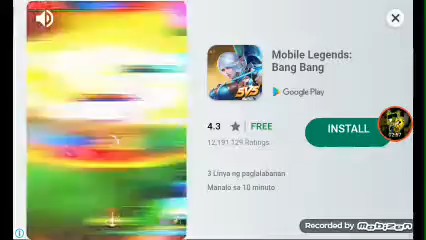 Mobile Legends:
Bang Bang
5V5
Google Play
4.3 | FREE
INSTALL
12,191,129 Ratings
3 Linya ng paglalabanan
Manalo sa 10 minuto
Recorded by Mobizen